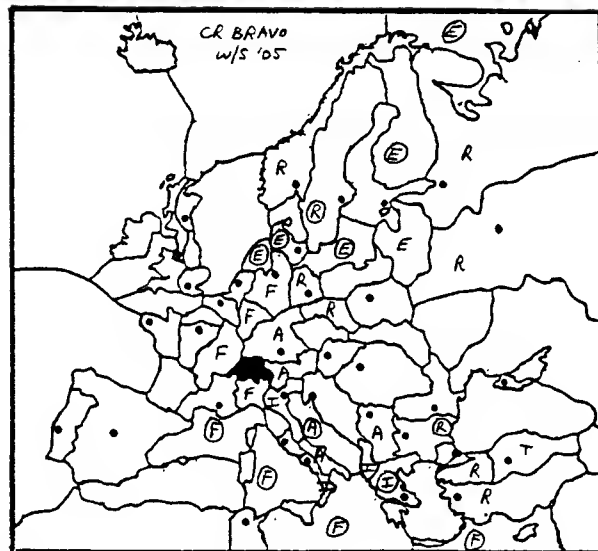 CR BRAVO
W/S '05
E
E R
R
R
E E E E
R
F R
F R
A
F
A
F I
R
F A A
T
F I R
R
F F